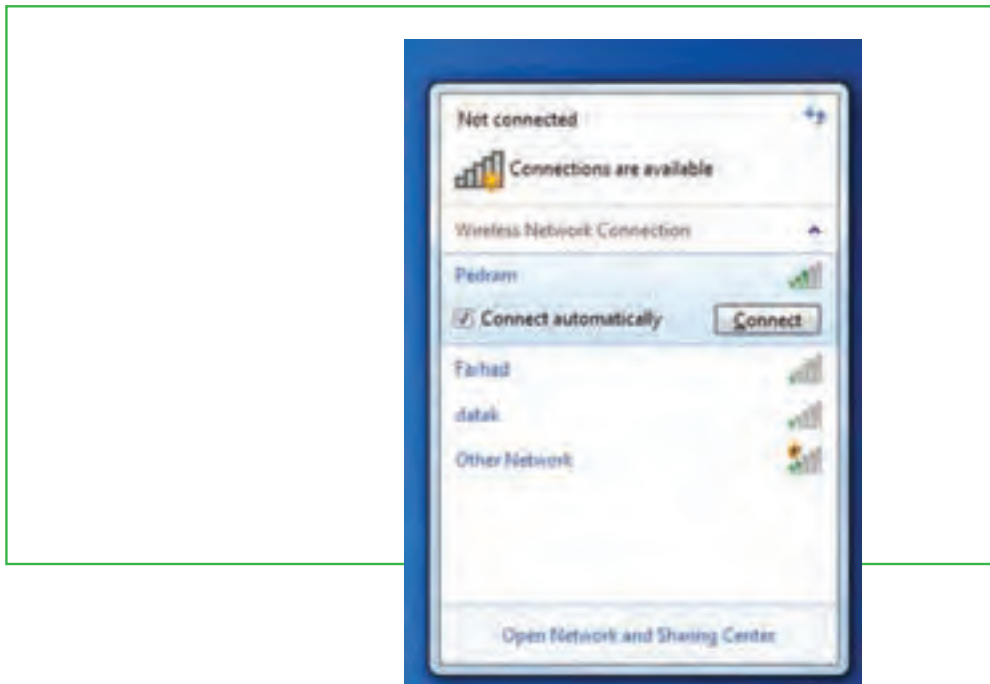 Not connected
Connections are available
Wireless Network Connection
Pedram
Connect automatically Connect
Farhad
datak
Other Network
Open Network and Sharing Center